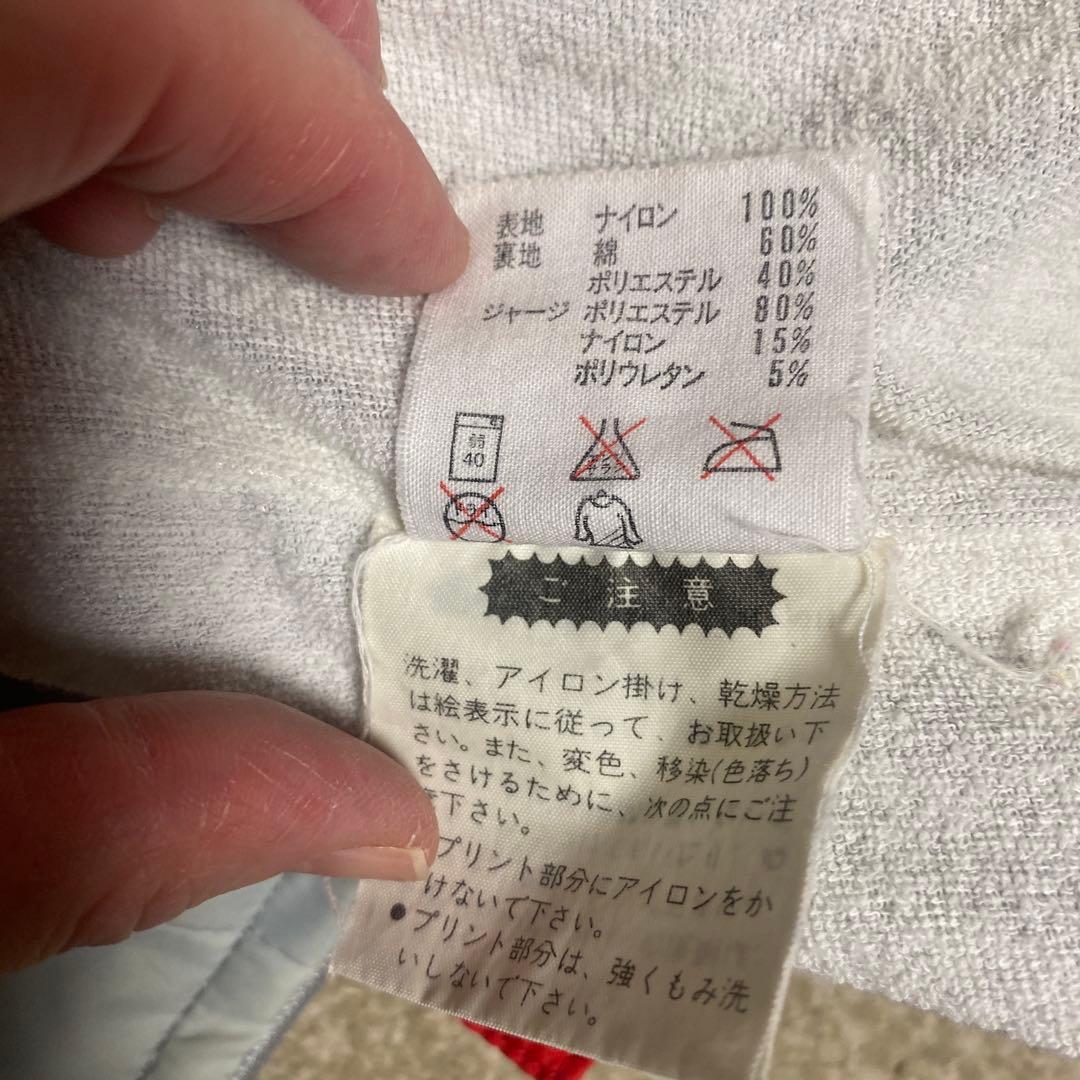 表地 ナイロン 100%
裏地 綿 60%
ポリエステル 40%
ジャージ ポリエステル 80%
ナイロン 15%
ポリウレタン 5%
弱
40
ドライ
ご注意
洗濯、アイロン掛け、乾燥方法
は絵表示に従って、お取扱い下
さい。また、変色、移染(色落ち)
をさけるために、次の点にご注
下さい。
プリント部分にアイロンをか
けないで下さい。
●プリント部分は、強くもみ洗
いしないで下さい。